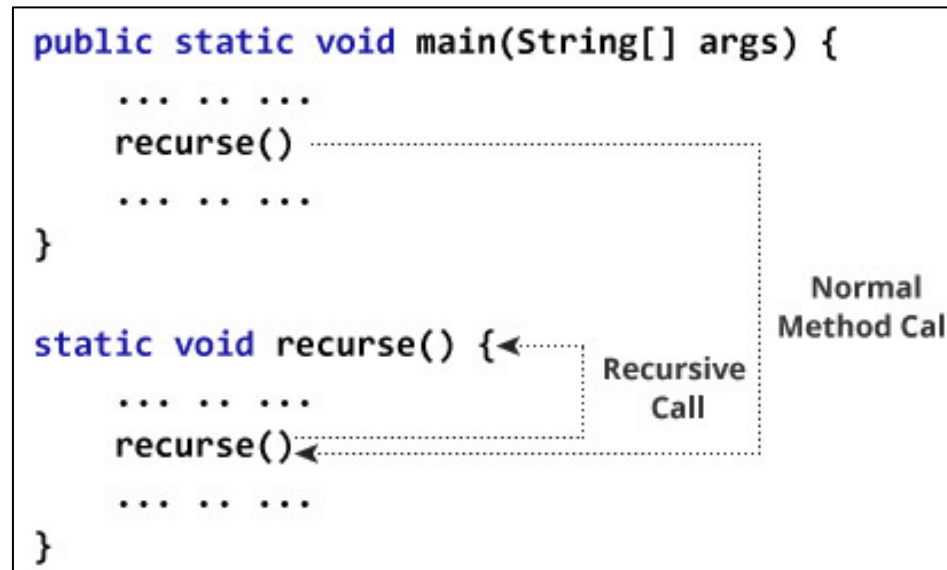 public static void main(String[] args) {
... .. ...
recurse()
... .. ...
}
Normal
Method Cal
static void recurse() {
Recursive
Call
... .. ...
recurse()
... .. ...
}